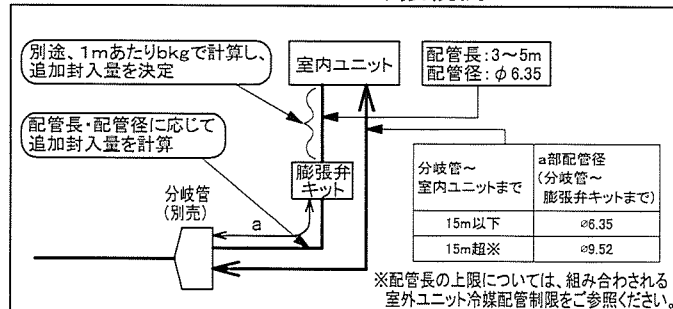 別途、1mあたりbkgで計算し、
追加封入量を決定
室内ユニット
配管長:3～5m
配管径:φ6.35
配管長・配管径に応じて
追加封入量を計算
膨張弁
キット
分岐管
(別売)
a
分岐管～
室内ユニットまで
a部配管径
(分岐管～
膨張弁キットまで)
15m以下
⌀6.35
15m超※
⌀9.52
※配管長の上限については、組み合わされる
室外ユニット冷媒配管制限をご参照ください。